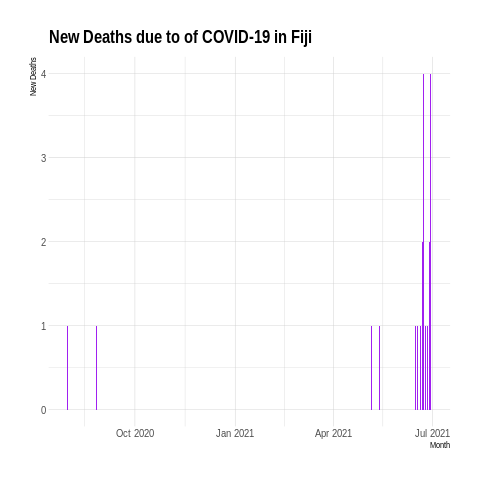 New Deaths due to of COVID-19 in Fiji
New Deaths
4
3
2
1
0
Oct 2020 Jan 2021 Apr 2021 Jul 2021
Month